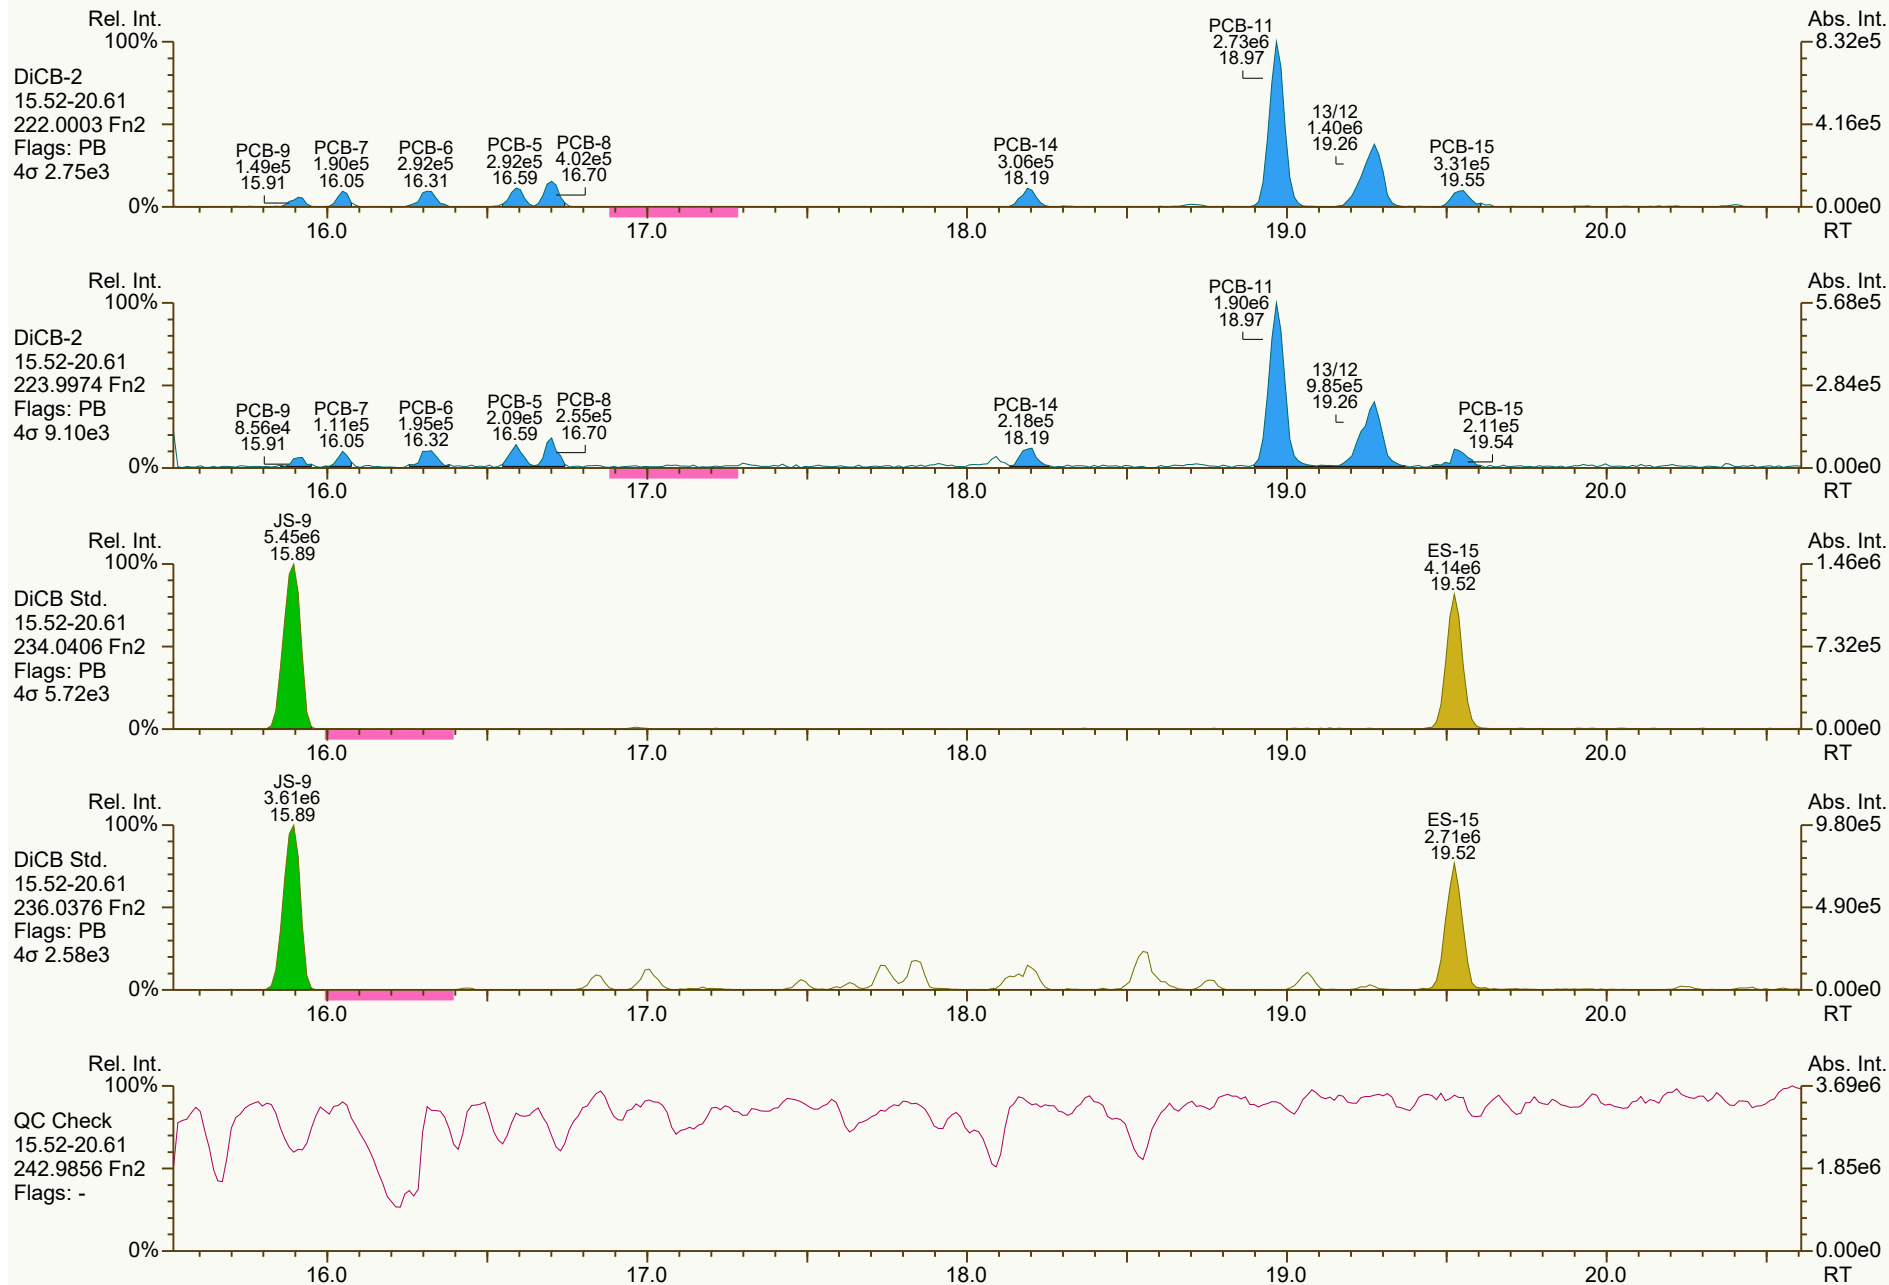 Rel. Int.
100%
0%
DiCB-2
15.52-20.61
222.0003 Fn2
Flags: PB
4σ 2.75e3
PCB-9
1.49e5
15.91
PCB-7
1.90e5
16.05
PCB-6
2.92e5
16.31
PCB-5
2.92e5
16.59
PCB-8
4.02e5
16.70
PCB-14
3.06e5
18.19
PCB-11
2.73e6
18.97
13/12
1.40e6
19.26
PCB-15
3.31e5
19.55
Abs. Int.
8.32e5
4.16e5
0.00e0
16.0 17.0 18.0 19.0 20.0 RT
Rel. Int.
100%
0%
DiCB-2
15.52-20.61
223.9974 Fn2
Flags: PB
4σ 9.10e3
PCB-9
8.56e4
15.91
PCB-7
1.11e5
16.05
PCB-6
1.95e5
16.32
PCB-5
2.09e5
16.59
PCB-8
2.55e5
16.70
PCB-14
2.18e5
18.19
PCB-11
1.90e6
18.97
13/12
9.85e5
19.26
PCB-15
2.11e5
19.54
Abs. Int.
5.68e5
2.84e5
0.00e0
16.0 17.0 18.0 19.0 20.0 RT
Rel. Int.
100%
0%
DiCB Std.
15.52-20.61
234.0406 Fn2
Flags: PB
4σ 5.72e3
JS-9
5.45e6
15.89
ES-15
4.14e6
19.52
Abs. Int.
1.46e6
7.32e5
0.00e0
16.0 17.0 18.0 19.0 20.0 RT
Rel. Int.
100%
0%
DiCB Std.
15.52-20.61
236.0376 Fn2
Flags: PB
4σ 2.58e3
JS-9
3.61e6
15.89
ES-15
2.71e6
19.52
Abs. Int.
9.80e5
4.90e5
0.00e0
16.0 17.0 18.0 19.0 20.0 RT
Rel. Int.
100%
0%
QC Check
15.52-20.61
242.9856 Fn2
Flags: -
Abs. Int.
3.69e6
1.85e6
0.00e0
16.0 17.0 18.0 19.0 20.0 RT